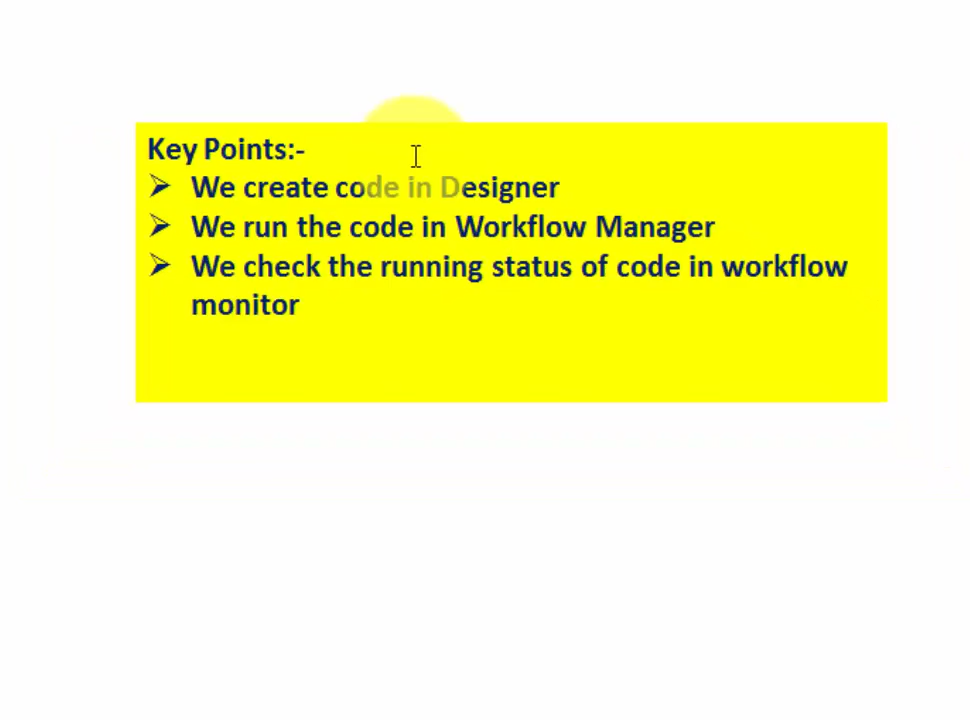 Key Points:-
➢ We create code in Designer
➢ We run the code in Workflow Manager
➢ We check the running status of code in workflow
monitor